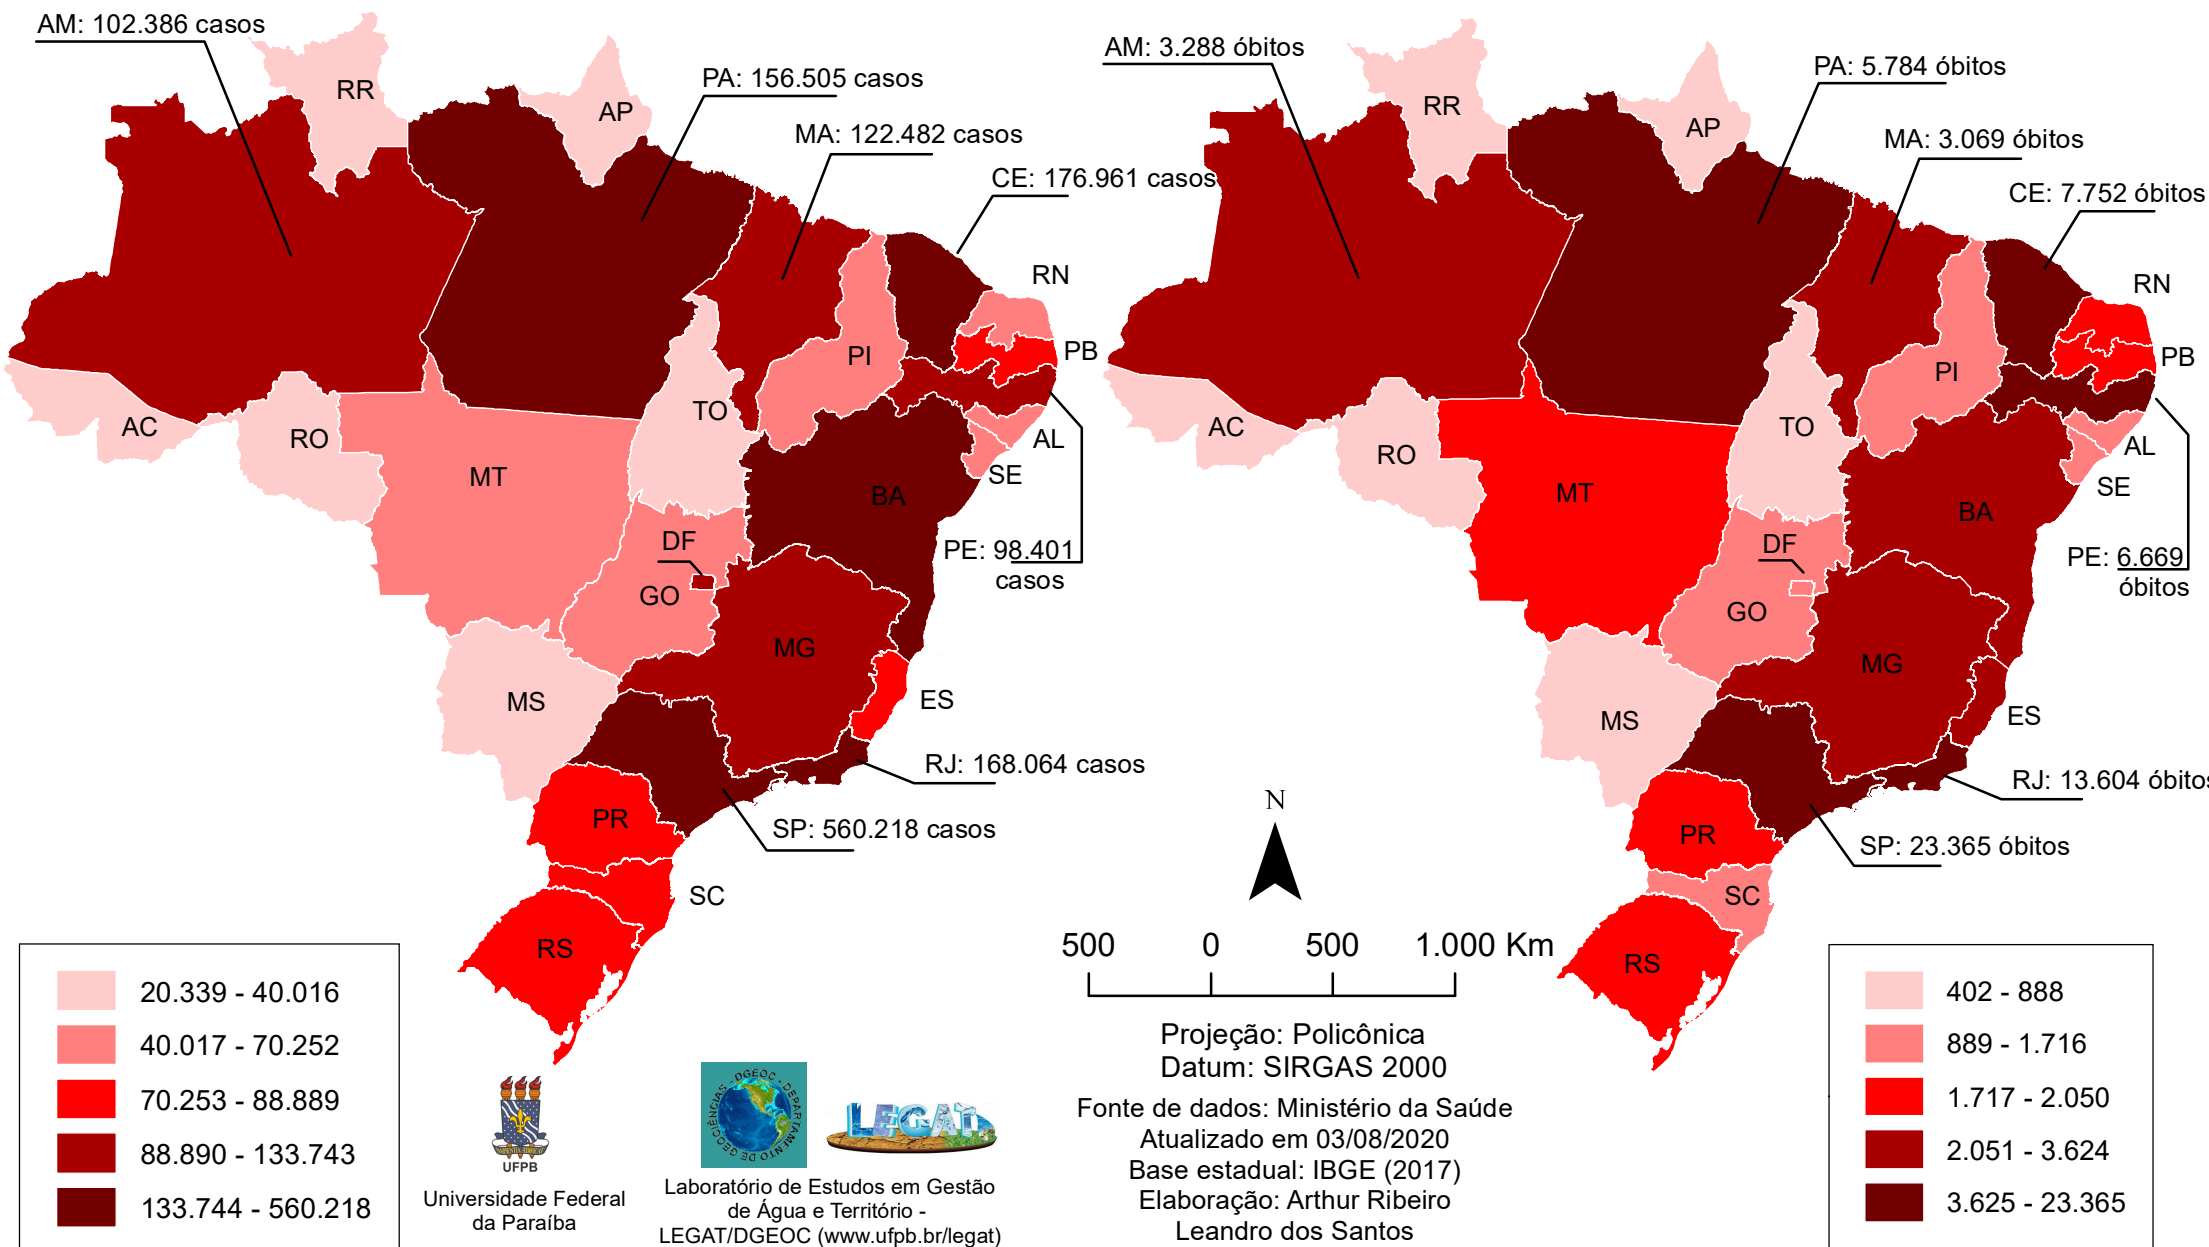 AM: 102.386 casos
RR
AP
PA: 156.505 casos
MA: 122.482 casos
CE: 176.961 casos
RN
PB
PI
TO
AC
RO
MT
AL
SE
BA
DF
GO
PE: 98.401
casos
MG
MS
ES
RJ: 168.064 casos
PR
SP: 560.218 casos
SC
RS
20.339 - 40.016
40.017 - 70.252
70.253 - 88.889
88.890 - 133.743
133.744 - 560.218
UFPB
Universidade Federal
da Paraíba
DGEOC - DEPARTAMENTO DE GEOCIÊNCIAS
LEGAT
Laboratório de Estudos em Gestão
de Água e Território -
LEGAT/DGEOC (www.ufpb.br/legat)
AM: 3.288 óbitos
RR
AP
PA: 5.784 óbitos
MA: 3.069 óbitos
CE: 7.752 óbitos
RN
PB
PI
TO
AC
RO
MT
AL
SE
BA
DF
GO
PE: 6.669
óbitos
MG
MS
ES
RJ: 13.604 óbitos
PR
SP: 23.365 óbitos
SC
RS
N
500 0 500 1.000 Km
Projeção: Policônica
Datum: SIRGAS 2000
Fonte de dados: Ministério da Saúde
Atualizado em 03/08/2020
Base estadual: IBGE (2017)
Elaboração: Arthur Ribeiro
Leandro dos Santos
402 - 888
889 - 1.716
1.717 - 2.050
2.051 - 3.624
3.625 - 23.365